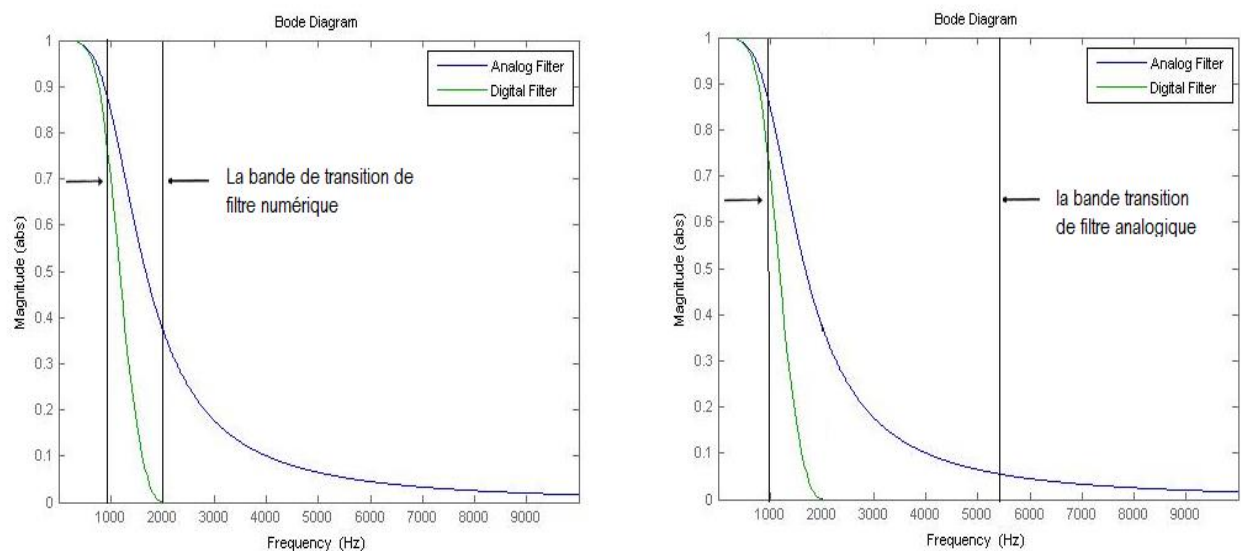 Bode Diagram
1
0.9
0.8
0.7
0.6
0.5
0.4
0.3
0.2
0.1
0
Magnitude (abs)
Analog Filter
Digital Filter
La bande de transition de
filtre numérique
1000 2000 3000 4000 5000 6000 7000 8000 9000
Frequency (Hz)
Bode Diagram
1
0.9
0.8
0.7
0.6
0.5
0.4
0.3
0.2
0.1
0
Magnitude (abs)
Analog Filter
Digital Filter
la bande transition
de filtre analogique
1000 2000 3000 4000 5000 6000 7000 8000 9000
Frequency (Hz)